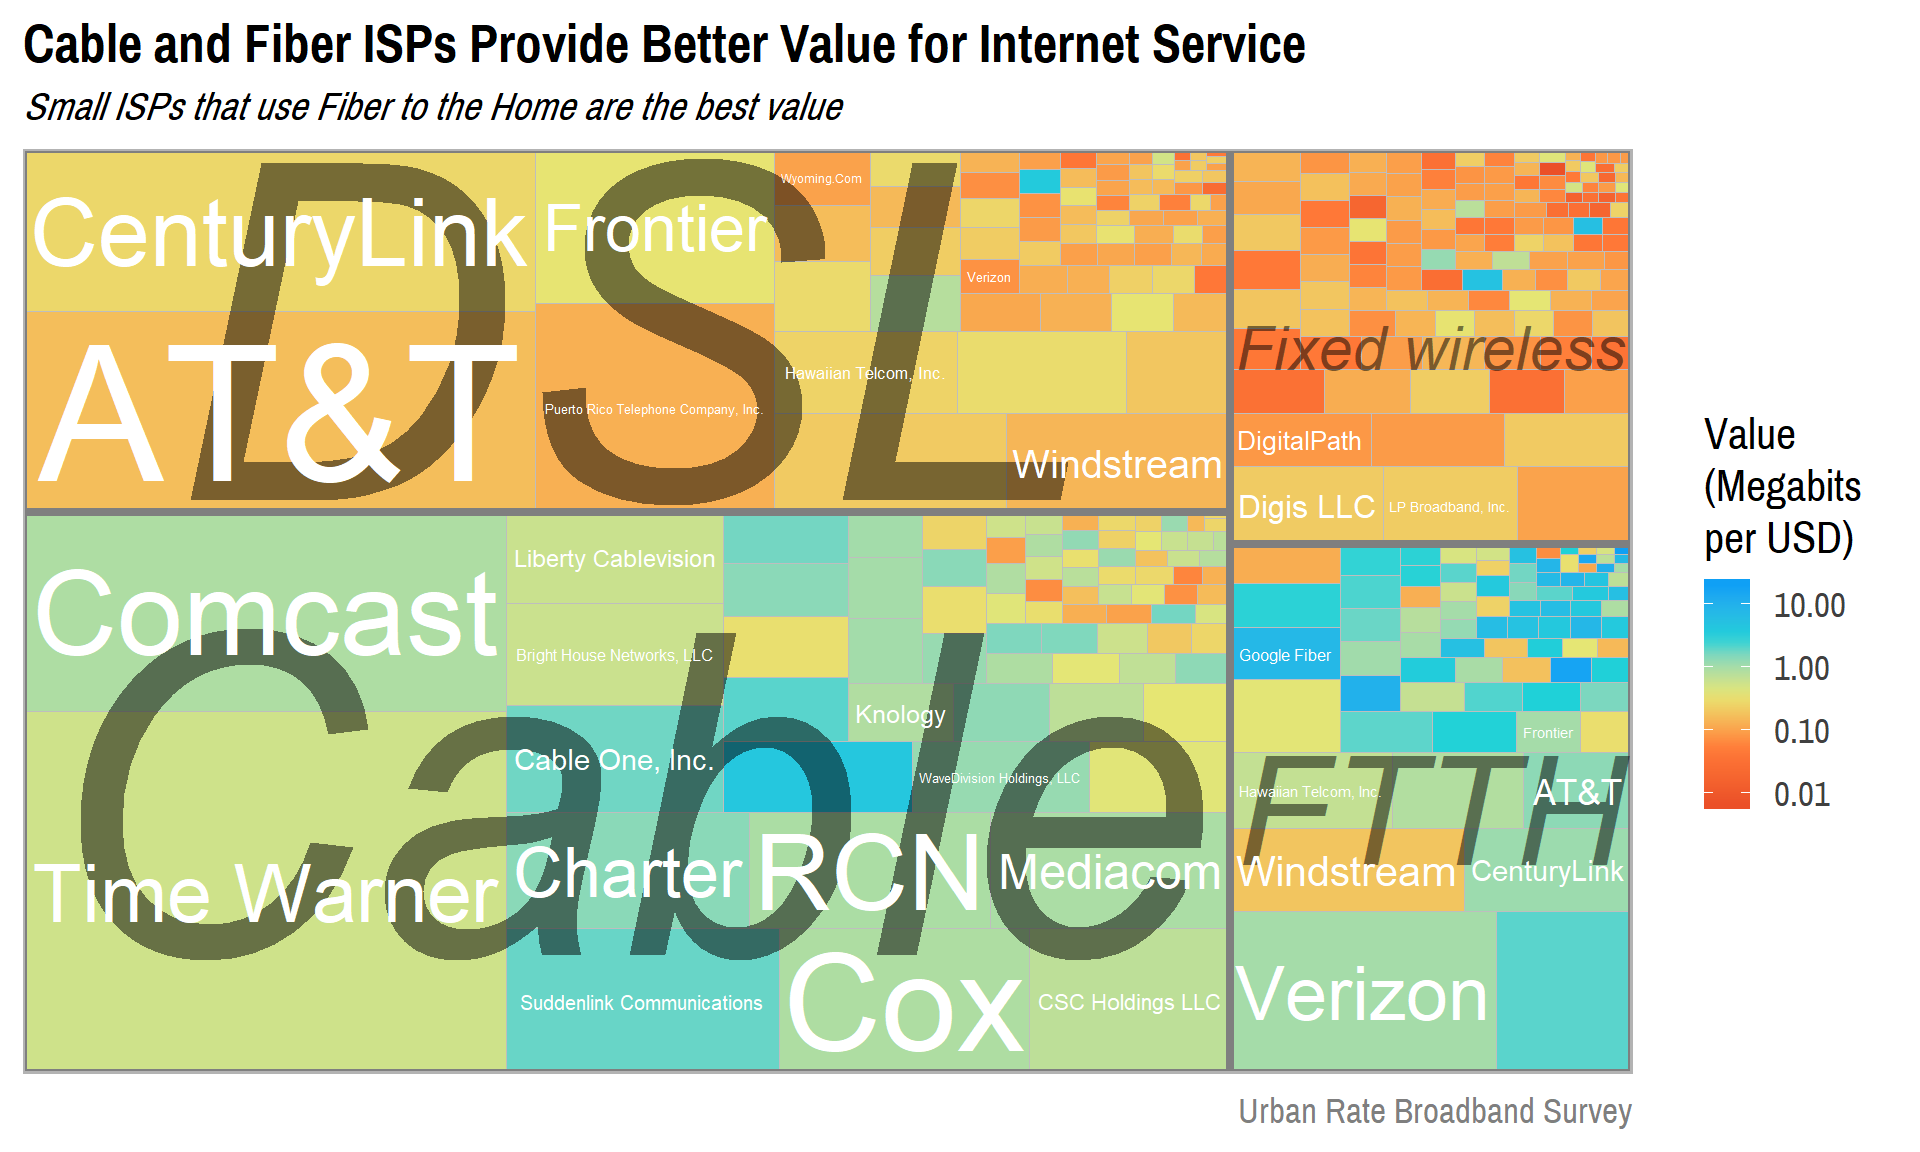 Cable and Fiber ISPs Provide Better Value for Internet Service
Small ISPs that use Fiber to the Home are the best value
DSL
CenturyLink
Frontier
AT&T
Puerto Rico Telephone Company, Inc.
Wyoming.Com
Verizon
Hawaiian Telcom, Inc.
Windstream
Fixed wireless
DigitalPath
Digis LLC
LP Broadband, Inc.
Cable
Comcast
Time Warner
Liberty Cablevision
Bright House Networks, LLC
Cable One, Inc.
Knology
WaveDivision Holdings, LLC
Charter
RCN
Mediacom
Suddenlink Communications
Cox
CSC Holdings LLC
FTTH
Google Fiber
Frontier
Hawaiian Telcom, Inc.
AT&T
Windstream
CenturyLink
Verizon
Value
(Megabits
per USD)
10.00
1.00
0.10
0.01
Urban Rate Broadband Survey